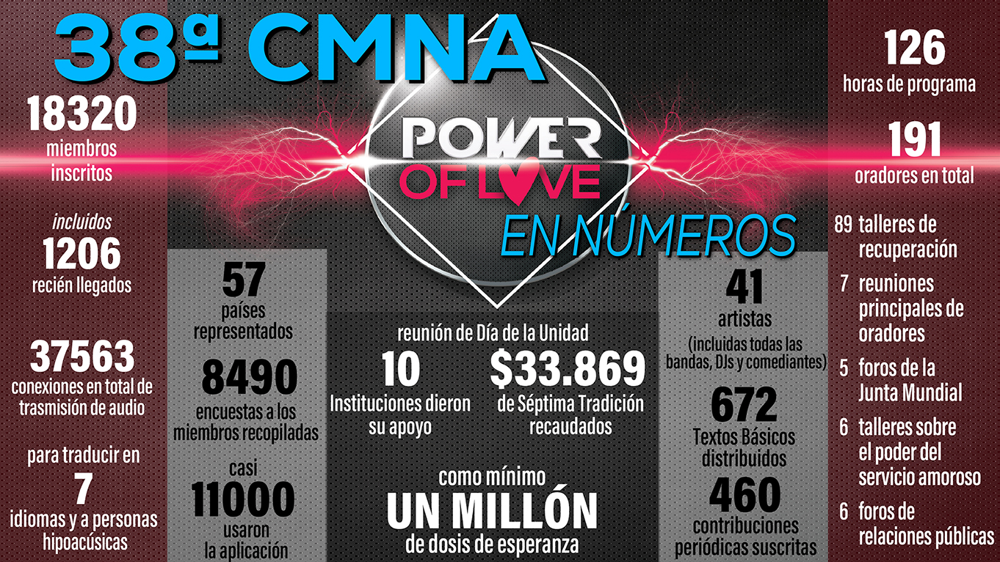 38ª CMNA
POWER
OF LOVE
EN NÚMEROS
18320
miembros
inscritos
incluidos
1206
recién llegados
37563
conexiones en total de
trasmisión de audio
para traducir en
7
idiomas y a personas
hipoacúsicas
57
países
representados
8490
encuestas a los
miembros recopiladas
casi
11000
usaron
la aplicación
reunión de Día de la Unidad
10
Instituciones dieron
su apoyo
$33.869
de Séptima Tradición
recaudados
como mínimo
UN MILLÓN
de dosis de esperanza
41
artistas
(incluidas todas las
bandas, DJs y comediantes)
672
Textos Básicos
distribuidos
460
contribuciones
periódicas suscritas
126
horas de programa
191
oradores en total
89 talleres de
recuperación
7 reuniones
principales de
oradores
5 foros de la
Junta Mundial
6 talleres sobre
el poder del
servicio amoroso
6 foros de
relaciones públicas